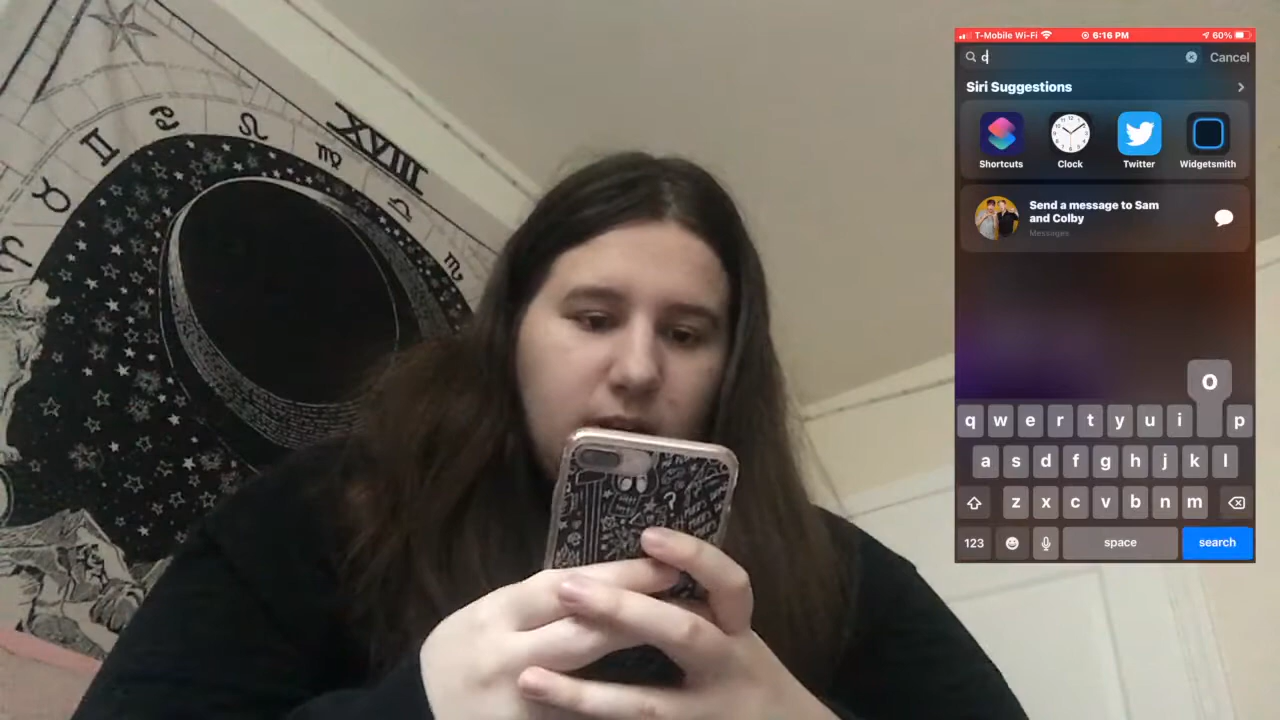 XVIII
T-Mobile Wi-Fi 6:16 PM 60%
c Cancel
Siri Suggestions
Shortcuts Clock Twitter Widgetsmith
Send a message to Sam
and Colby
Messages
o
q w e r t y u i p
a s d f g h j k l
z x c v b n m
123 space search